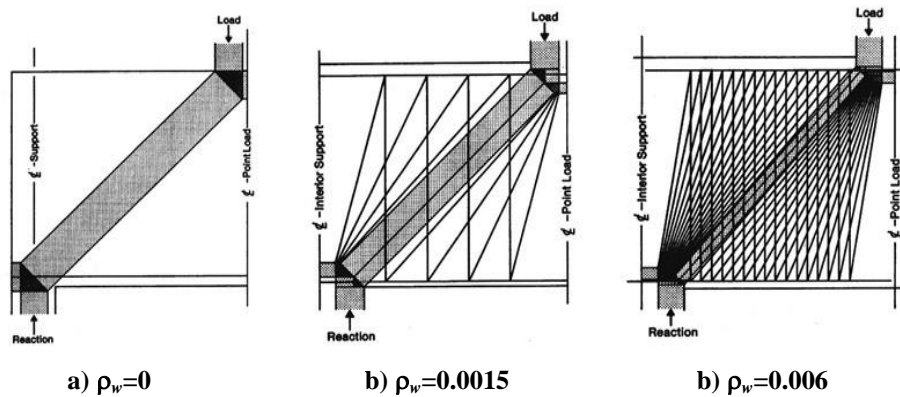 Load
Load
Load
℄ -Support
℄ -Point Load
℄ -Interior Support
℄ -Point Load
℄ -Interior Support
℄ -Point Load
Reaction
Reaction
Reaction
a) ρw=0
b) ρw=0.0015
b) ρw=0.006